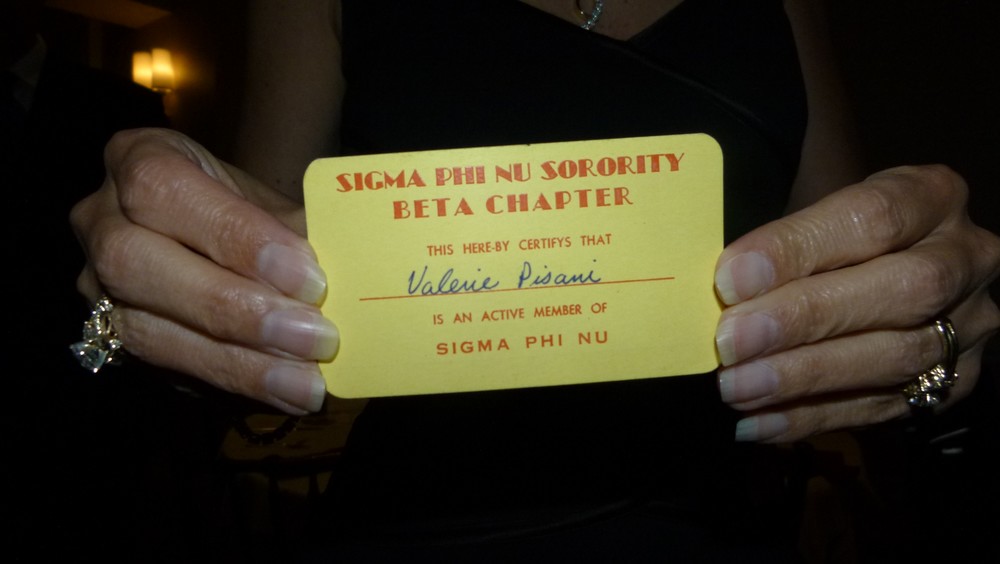 SIGMA PHI NU SORORITY
BETA CHAPTER
THIS HERE-BY CERTIFYS THAT
Valerie Pisani
IS AN ACTIVE MEMBER OF
SIGMA PHI NU